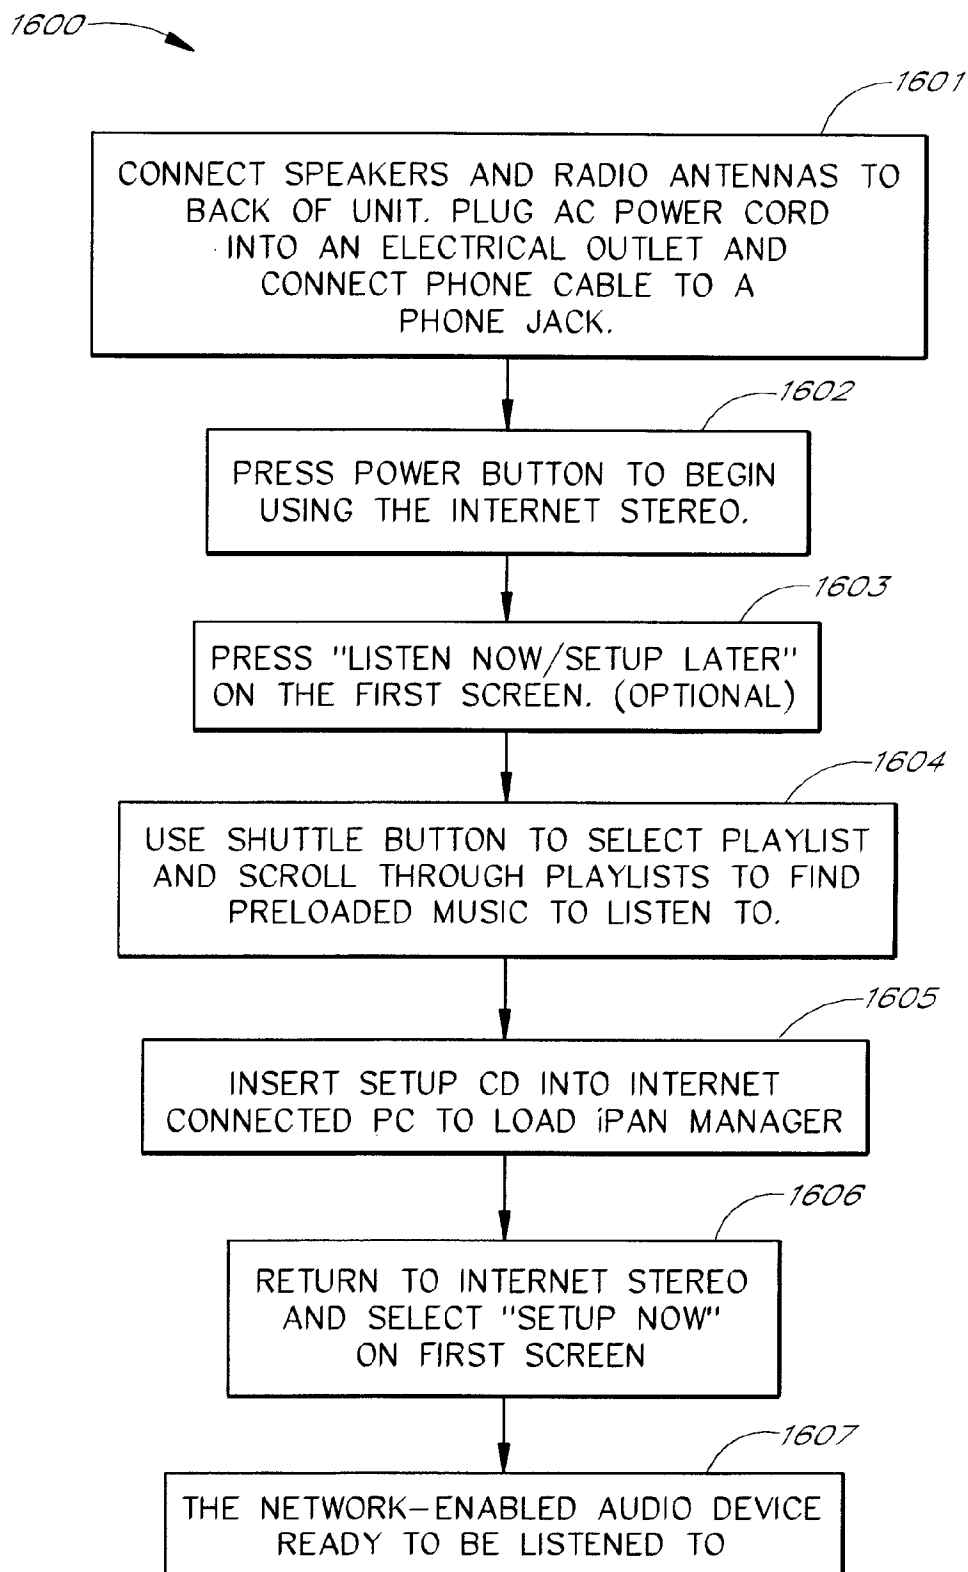 1600
1601
CONNECT SPEAKERS AND RADIO ANTENNAS TO
BACK OF UNIT. PLUG AC POWER CORD
INTO AN ELECTRICAL OUTLET AND
CONNECT PHONE CABLE TO A
PHONE JACK.
1602
PRESS POWER BUTTON TO BEGIN
USING THE INTERNET STEREO.
1603
PRESS "LISTEN NOW/SETUP LATER"
ON THE FIRST SCREEN. (OPTIONAL)
1604
USE SHUTTLE BUTTON TO SELECT PLAYLIST
AND SCROLL THROUGH PLAYLISTS TO FIND
PRELOADED MUSIC TO LISTEN TO.
1605
INSERT SETUP CD INTO INTERNET
CONNECTED PC TO LOAD iPAN MANAGER
1606
RETURN TO INTERNET STEREO
AND SELECT "SETUP NOW"
ON FIRST SCREEN
1607
THE NETWORK-ENABLED AUDIO DEVICE
READY TO BE LISTENED TO